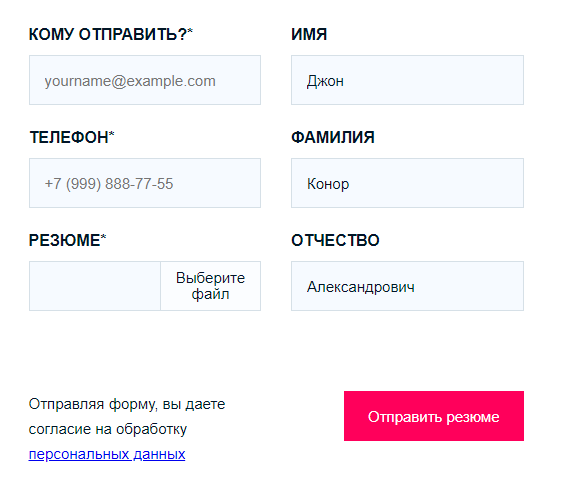 КОМУ ОТПРАВИТЬ?*
ИМЯ
yourname@example.com
Джон
ТЕЛЕФОН*
ФАМИЛИЯ
+7 (999) 888-77-55
Конор
РЕЗЮМЕ*
ОТЧЕСТВО
Выберите
файл
Александрович
Отправляя форму, вы даете
согласие на обработку
персональных данных
Отправить резюме